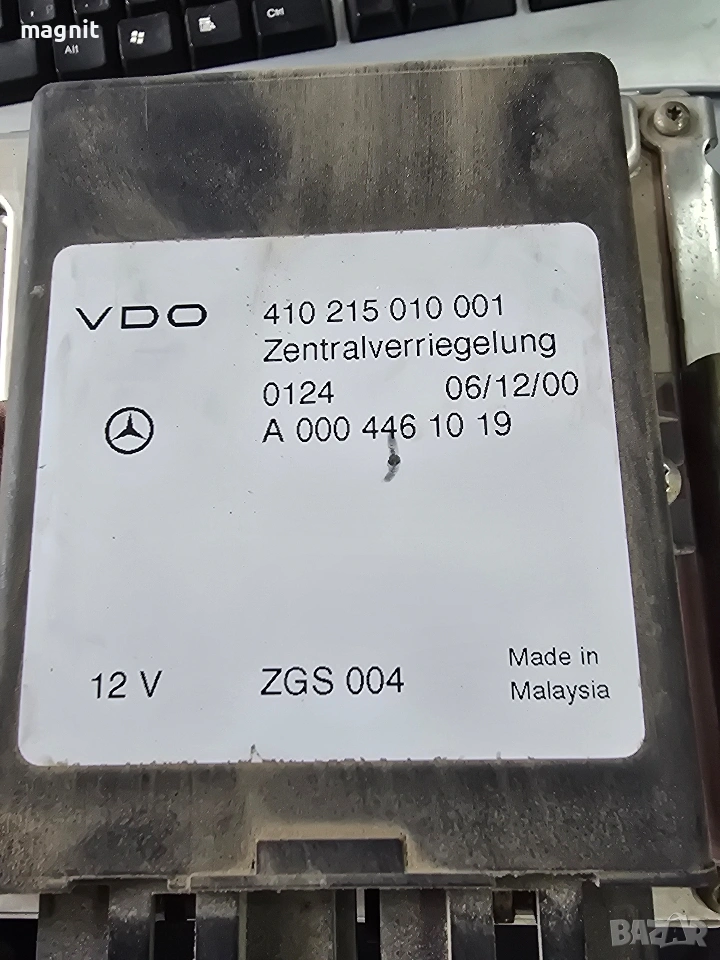 magnit
Alt
Ctrl
VDO
410 215 010 001
Zentralverriegelung
0124 06/12/00
A 000 446 10 19
12 V
ZGS 004
Made in
Malaysia
BAZAR